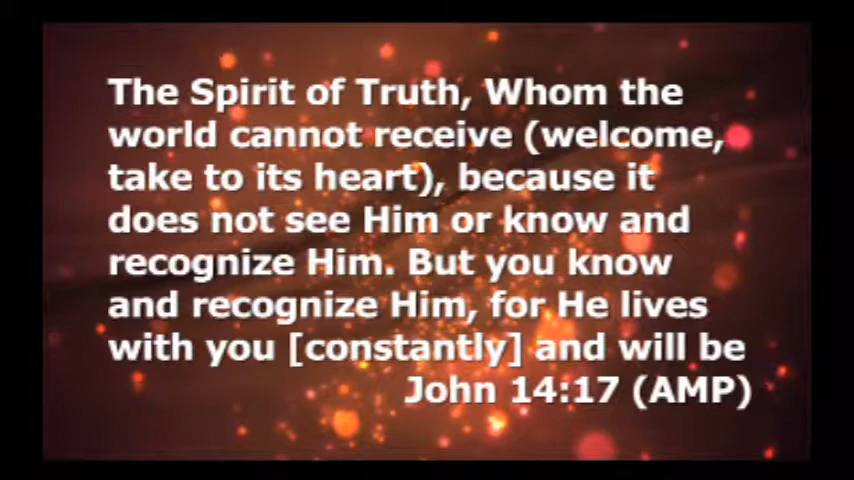 The Spirit of Truth, Whom the
world cannot receive (welcome,
take to its heart), because it
does not see Him or know and
recognize Him. But you know
and recognize Him, for He lives
with you [constantly] and will be
John 14:17 (AMP)